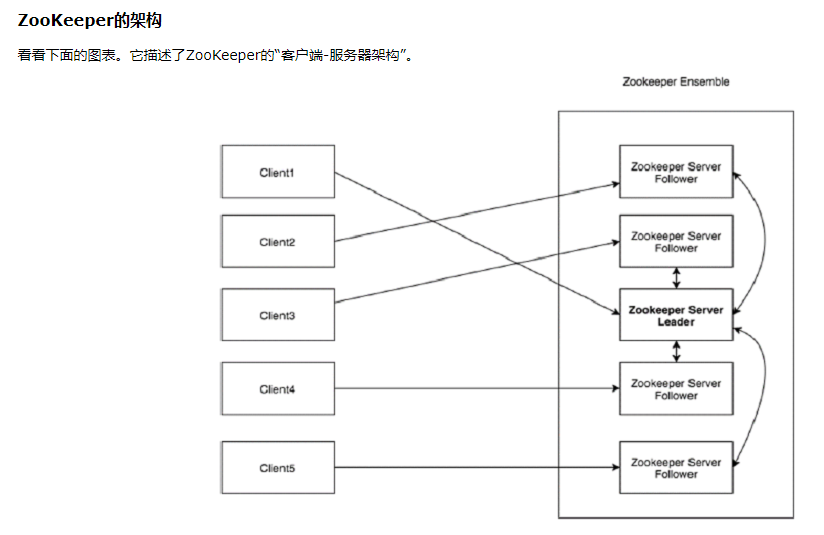 ZooKeeper的架构
看看下面的图表。它描述了ZooKeeper的“客户端-服务器架构”。
Zookeeper Ensemble
Client1
Zookeeper Server
Follower
Client2
Zookeeper Server
Follower
Client3
Zookeeper Server
Leader
Client4
Zookeeper Server
Follower
Client5
Zookeeper Server
Follower